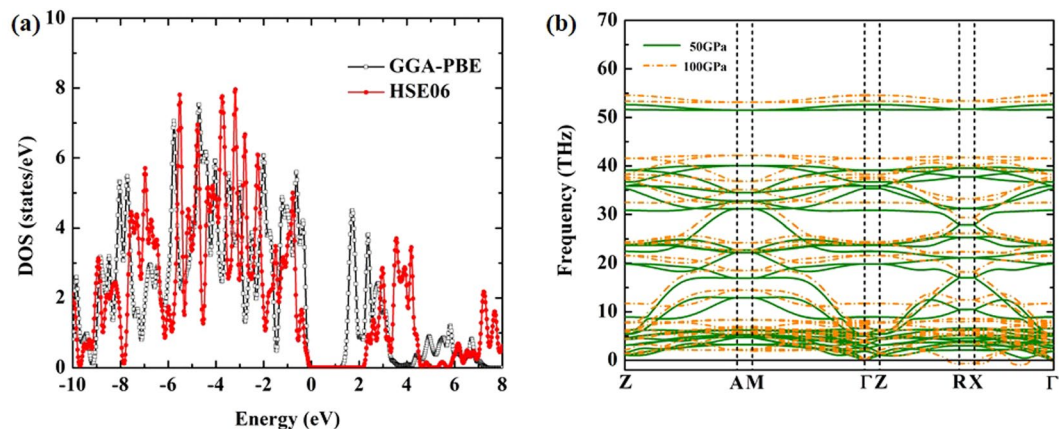 (a)
10
8
6
4
2
0
DOS (states/eV)
GGA-PBE
HSE06
-10 -8 -6 -4 -2 0 2 4 6 8
Energy (eV)
(b)
70
60
50
40
30
20
10
0
Frequency (THz)
50GPa
100GPa
Z A M Γ Z R X Γ